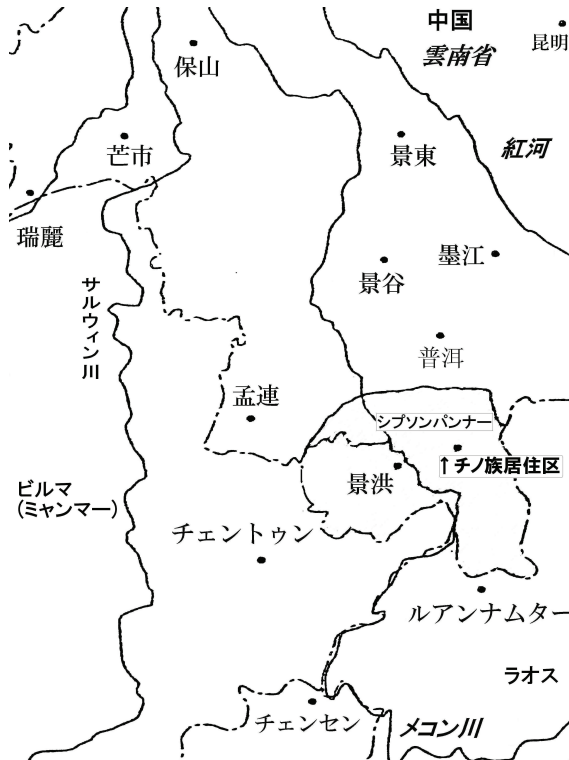 中国
昆明
雲南省
保山
芒市
景東
紅河
瑞麗
墨江
景谷
サルウィン川
普洱
孟連
シプソンパンナー
↑チノ族居住区
景洪
ビルマ
(ミャンマー)
チェントゥン
ルアンナムター
ラオス
チェンセン
メコン川